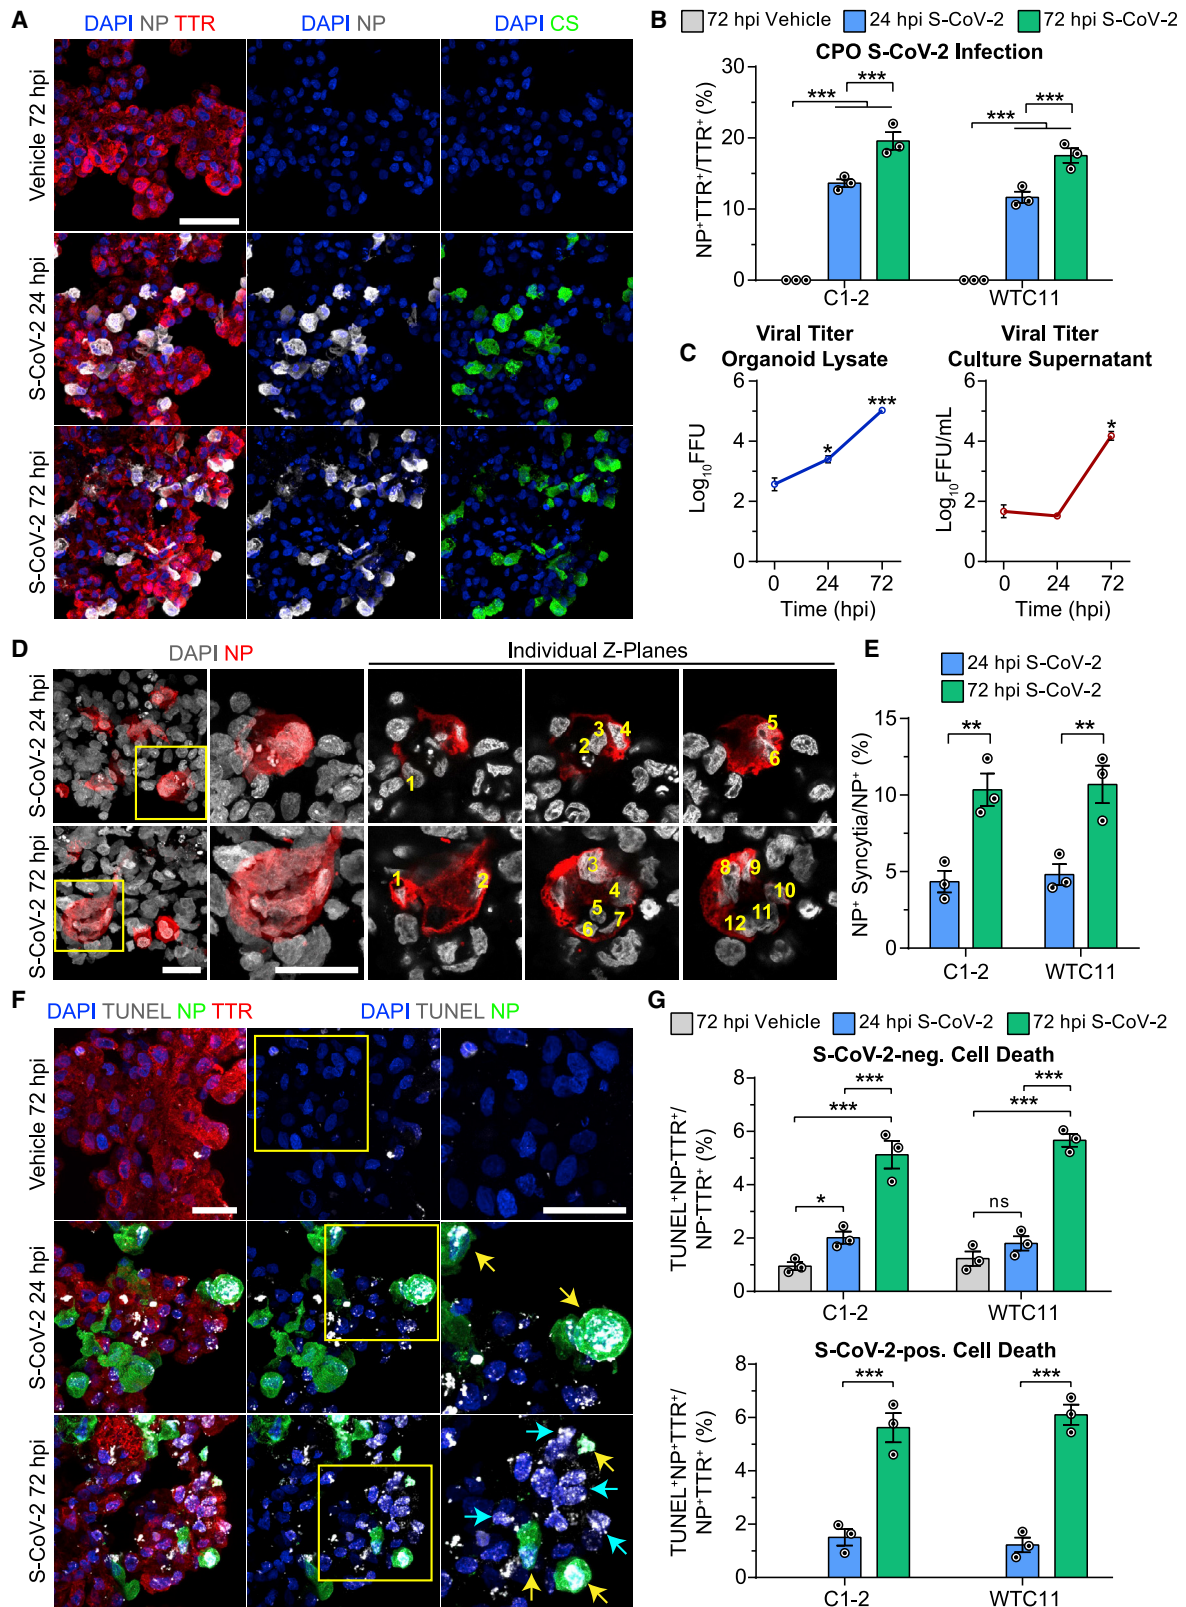 A
DAPI NP TTR
DAPI NP
DAPI CS
Vehicle 72 hpi
S-CoV-2 24 hpi
S-CoV-2 72 hpi
B
72 hpi Vehicle
24 hpi S-CoV-2
72 hpi S-CoV-2
CPO S-CoV-2 Infection
NP⁺TTR⁺/TTR⁺ (%)
30
20
10
0
***
***
***
***
C1-2
WTC11
C
Viral Titer
Organoid Lysate
Log₁₀FFU
6
4
2
0
*
***
0
24
72
Time (hpi)
Viral Titer
Culture Supernatant
Log₁₀FFU/mL
6
4
2
0
*
0
24
72
Time (hpi)
D
DAPI NP
Individual Z-Planes
S-CoV-2 24 hpi
1
2
3
4
5
6
S-CoV-2 72 hpi
1
2
3
4
5
6
7
8
9
10
11
12
E
24 hpi S-CoV-2
72 hpi S-CoV-2
NP⁺ Syncytia/NP⁺ (%)
15
10
5
0
**
**
C1-2
WTC11
F
DAPI TUNEL NP TTR
DAPI TUNEL NP
Vehicle 72 hpi
S-CoV-2 24 hpi
S-CoV-2 72 hpi
G
72 hpi Vehicle
24 hpi S-CoV-2
72 hpi S-CoV-2
S-CoV-2-neg. Cell Death
TUNEL⁺NP⁻TTR⁺/
NP⁻TTR⁺ (%)
8
6
4
2
0
***
***
*
***
***
ns
C1-2
WTC11
S-CoV-2-pos. Cell Death
TUNEL⁺NP⁺TTR⁺/
NP⁺TTR⁺ (%)
8
6
4
2
0
***
***
C1-2
WTC11